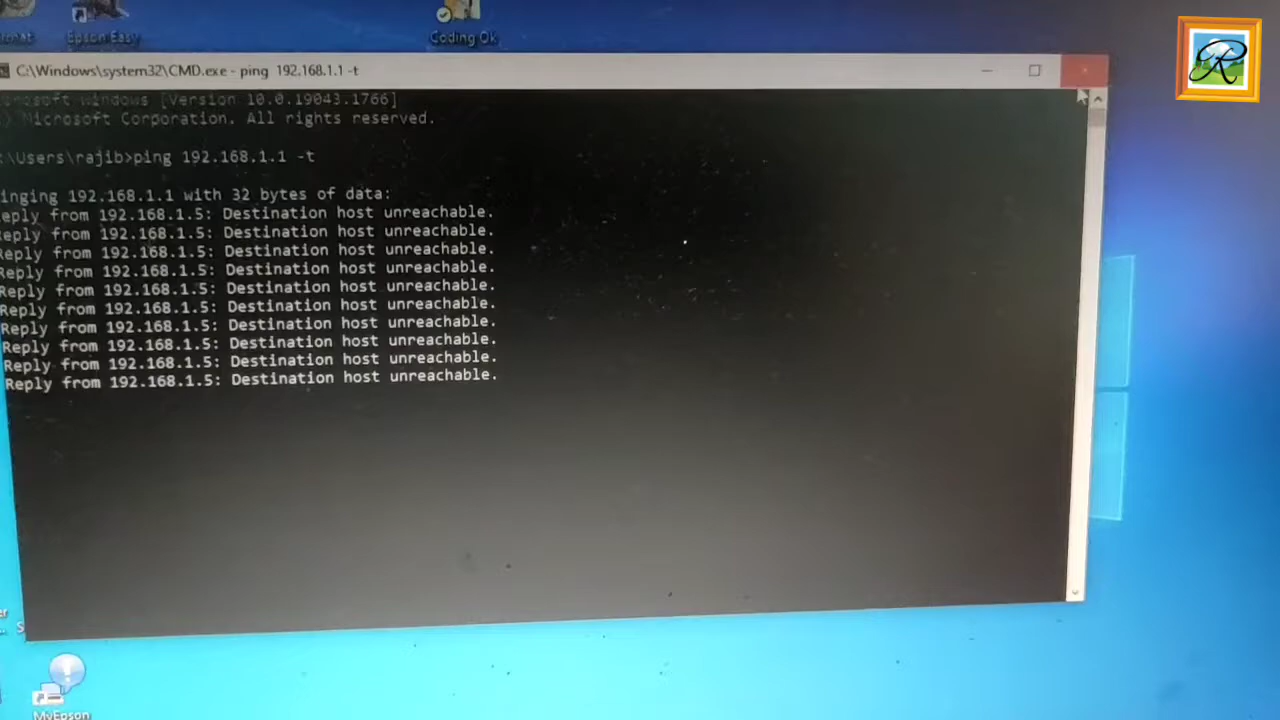 Epson Easy
Coding Ok
C:\Windows\system32\CMD.exe - ping 192.168.1.1 -t
Windows [Version 10.0.19043.1766]
Microsoft Corporation. All rights reserved.
:\Users\rajib>ping 192.168.1.1 -t
inging 192.168.1.1 with 32 bytes of data:
eply from 192.168.1.5: Destination host unreachable.
eply from 192.168.1.5: Destination host unreachable.
Reply from 192.168.1.5: Destination host unreachable.
Reply from 192.168.1.5: Destination host unreachable.
Reply from 192.168.1.5: Destination host unreachable.
Reply from 192.168.1.5: Destination host unreachable.
Reply from 192.168.1.5: Destination host unreachable.
Reply from 192.168.1.5: Destination host unreachable.
Reply from 192.168.1.5: Destination host unreachable.
Reply from 192.168.1.5: Destination host unreachable.
MyEpson
R